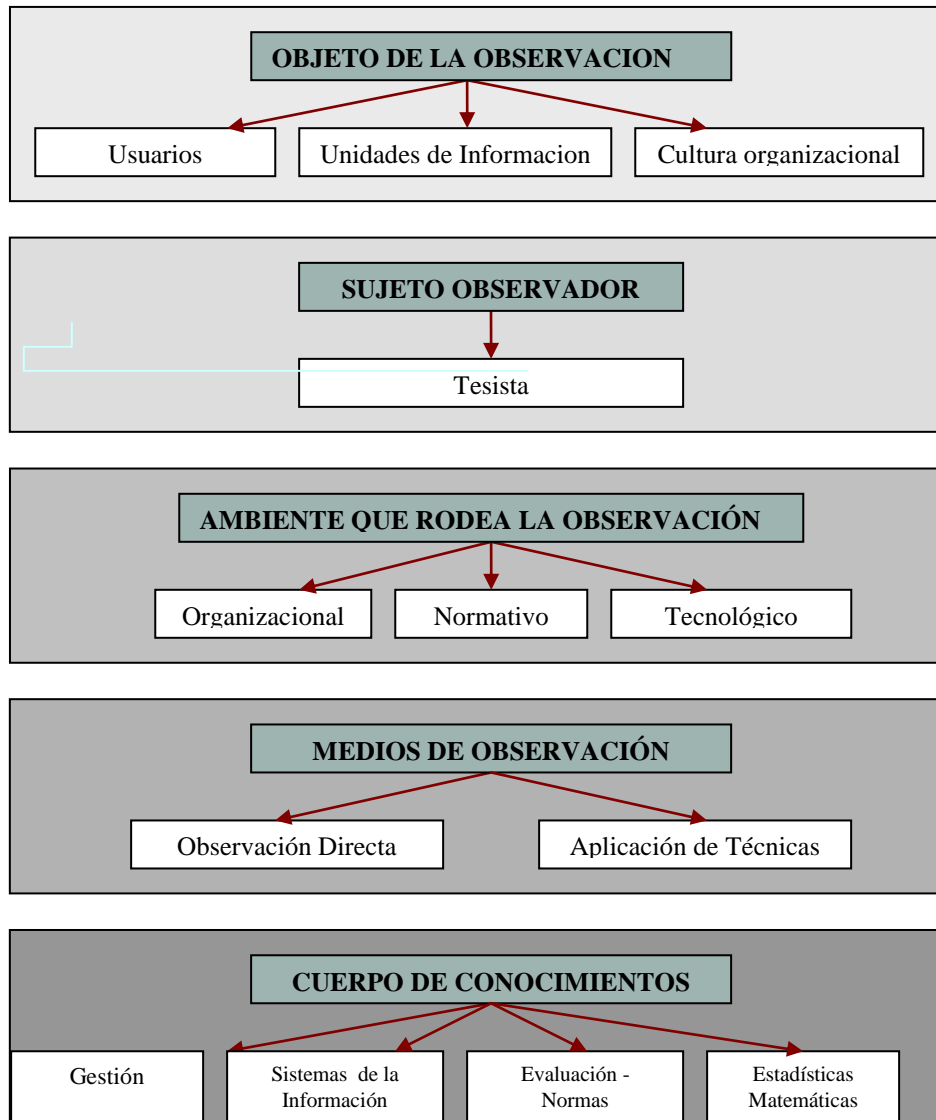 OBJETO DE LA OBSERVACION
Usuarios
Unidades de Informacion
Cultura organizacional
SUJETO OBSERVADOR
Tesista
AMBIENTE QUE RODEA LA OBSERVACIÓN
Organizacional
Normativo
Tecnológico
MEDIOS DE OBSERVACIÓN
Observación Directa
Aplicación de Técnicas
CUERPO DE CONOCIMIENTOS
Gestión
Sistemas de la
Información
Evaluación -
Normas
Estadísticas
Matemáticas